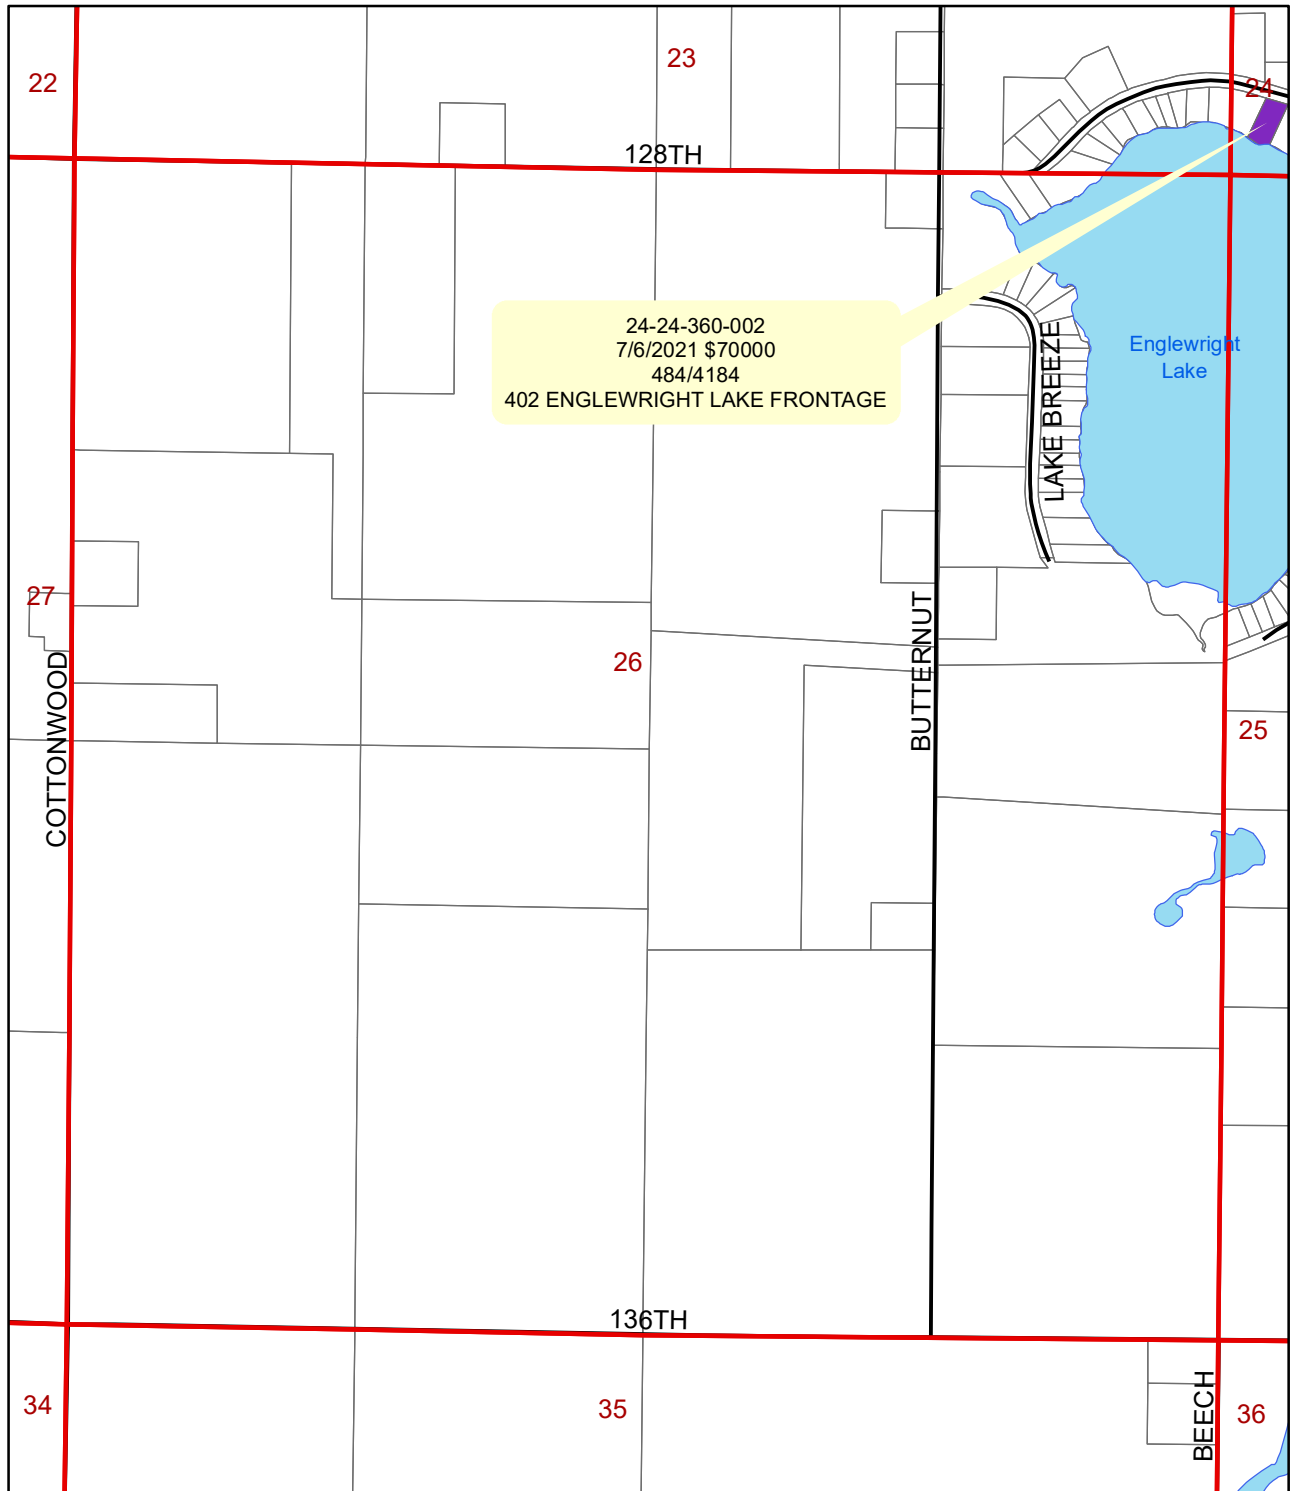 23
22
24
128TH
24-24-360-002
7/6/2021 $70000
484/4184
402 ENGLEWRIGHT LAKE FRONTAGE
Englewright
Lake
LAKE BREEZE
27
26
BUTTERNUT
COTTONWOOD
25
136TH
34
35
BEECH
36